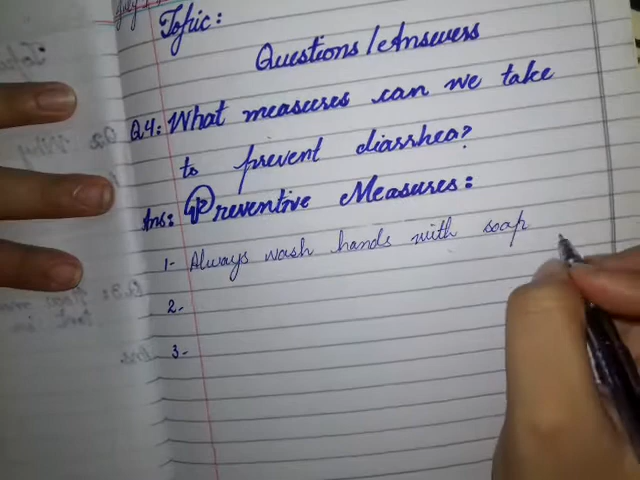 July
Topic:
Questions/Answers
Q4: What measures can we take
to prevent diarrhea?
Ans: Preventive Measures:
1- Always wash hands with soap
2-
3-